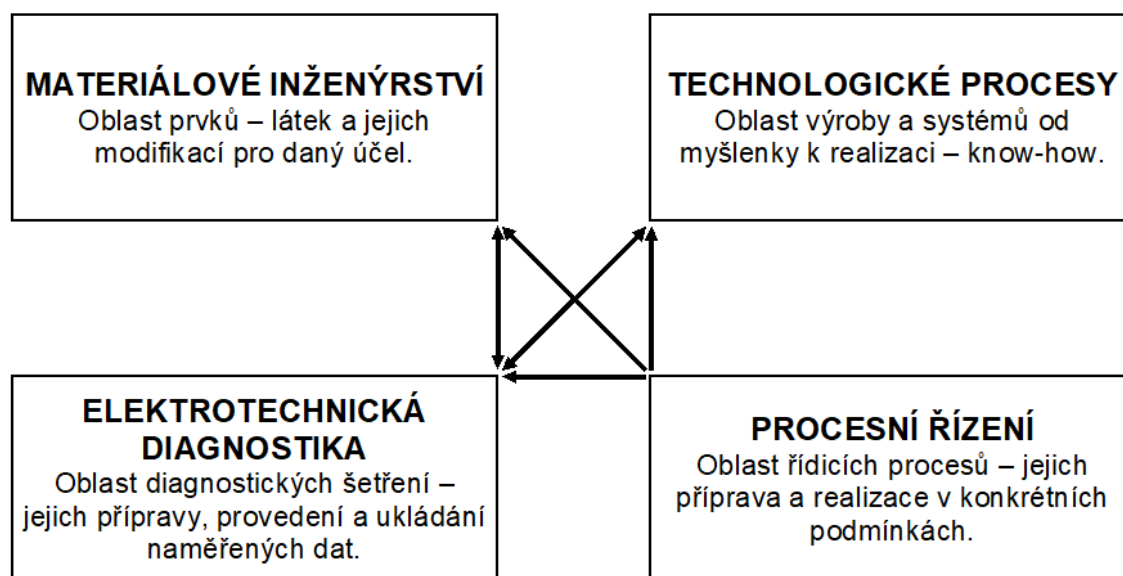 MATERIÁLOVÉ INŽENÝRSTVÍ
Oblast prvků – látek a jejich
modifikací pro daný účel.
TECHNOLOGICKÉ PROCESY
Oblast výroby a systémů od
myšlenky k realizaci – know-how.
ELEKTROTECHNICKÁ
DIAGNOSTIKA
Oblast diagnostických šetření –
jejich přípravy, provedení a ukládání
naměřených dat.
PROCESNÍ ŘÍZENÍ
Oblast řídicích procesů – jejich
příprava a realizace v konkrétních
podmínkách.